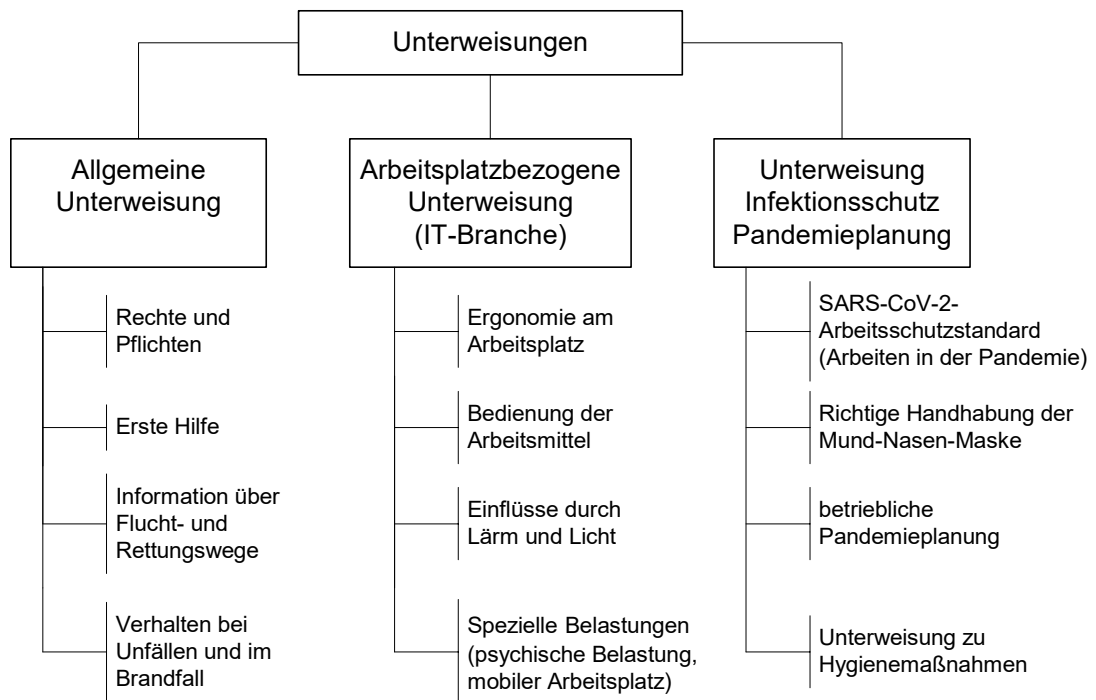 Unterweisungen
Allgemeine
Unterweisung
Rechte und
Pflichten
Erste Hilfe
Information über
Flucht- und
Rettungswege
Verhalten bei
Unfällen und im
Brandfall
Arbeitsplatzbezogene
Unterweisung
(IT-Branche)
Ergonomie am
Arbeitsplatz
Bedienung der
Arbeitsmittel
Einflüsse durch
Lärm und Licht
Spezielle Belastungen
(psychische Belastung,
mobiler Arbeitsplatz)
Unterweisung
Infektionsschutz
Pandemieplanung
SARS-CoV-2-
Arbeitsschutzstandard
(Arbeiten in der Pandemie)
Richtige Handhabung der
Mund-Nasen-Maske
betriebliche
Pandemieplanung
Unterweisung zu
Hygienemaßnahmen